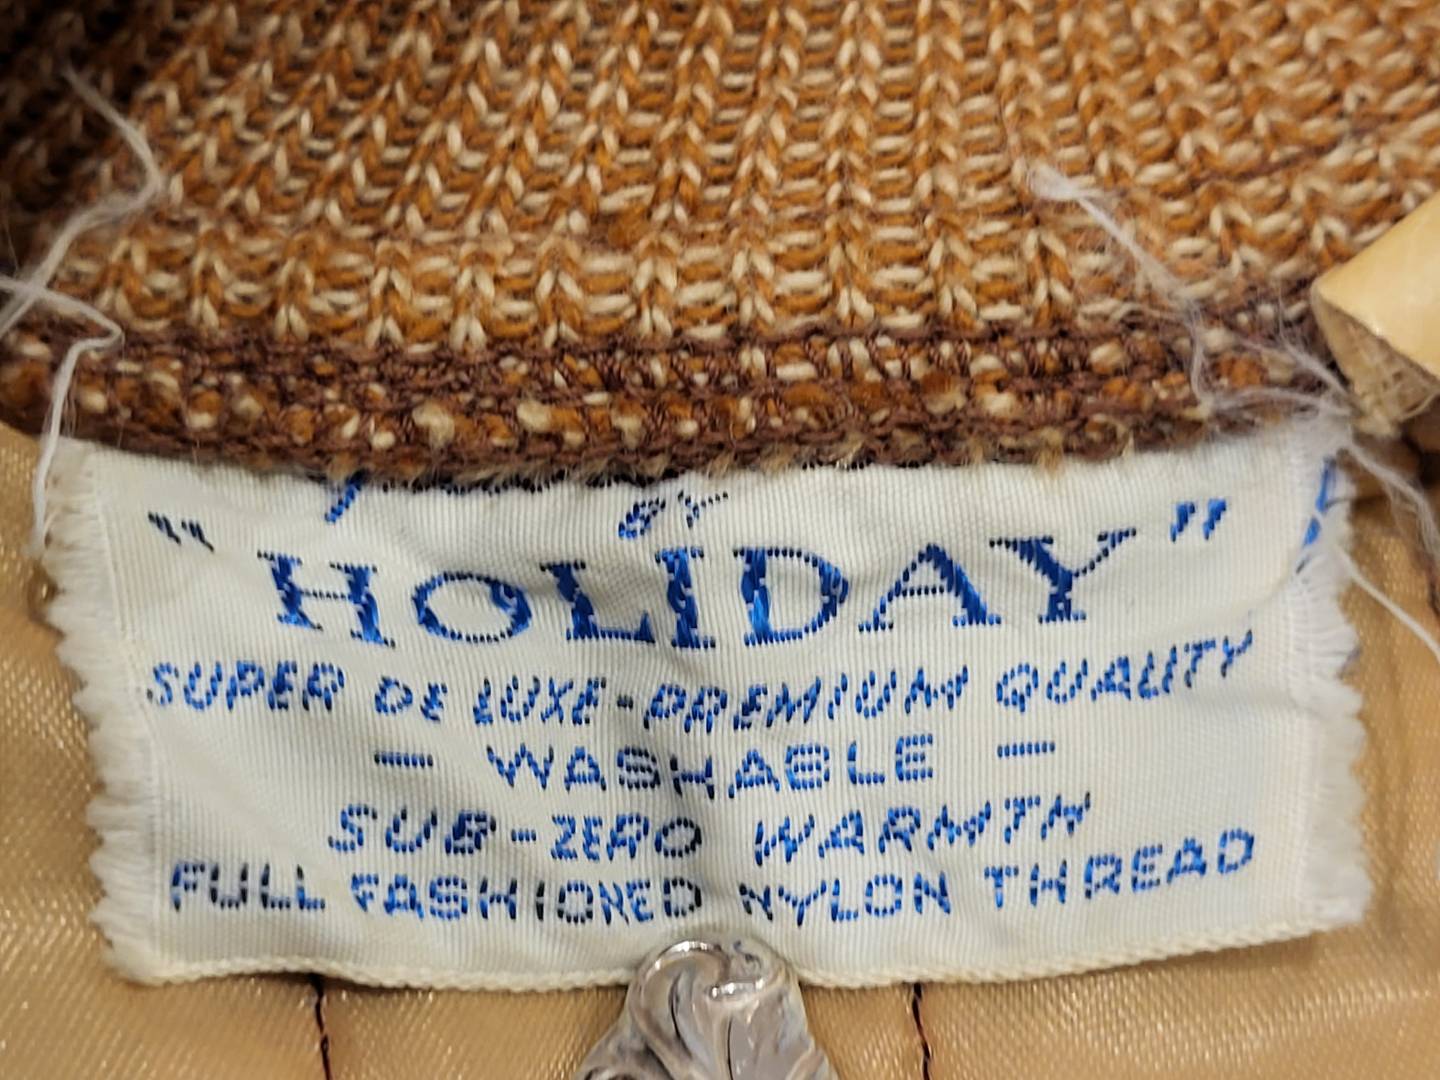 BY
"HOLIDAY"
SUPER DE LUXE-PREMIUM QUALITY
— WASHABLE —
SUB-ZERO WARMTH
FULL FASHIONED NYLON THREAD